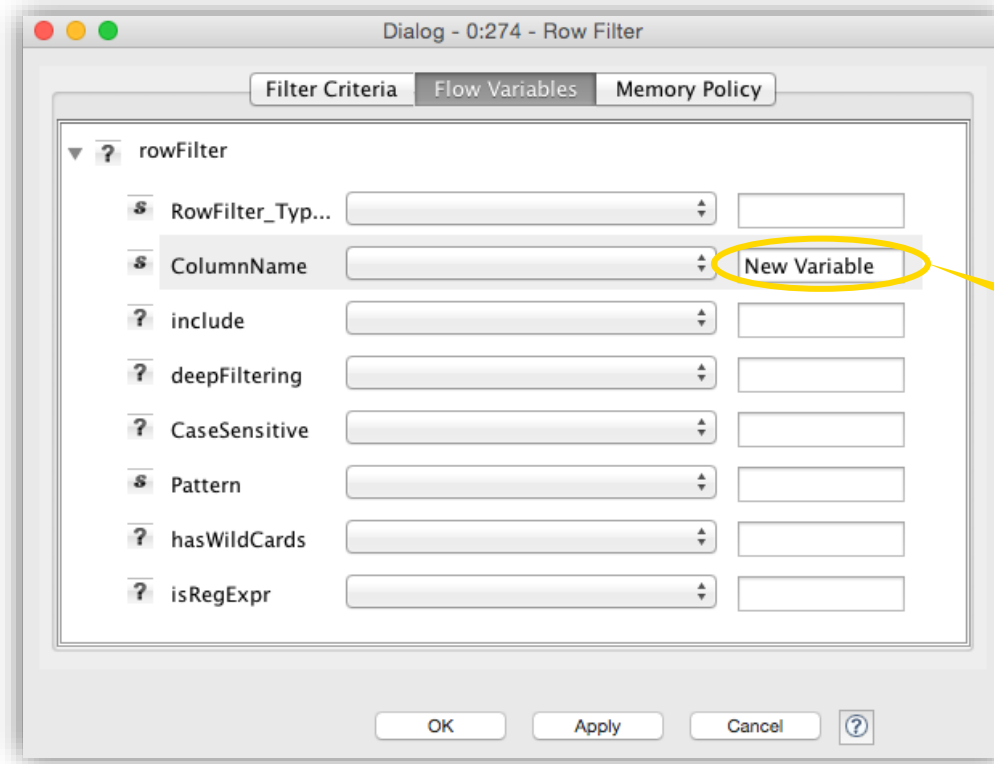 Dialog - 0:274 - Row Filter
Filter Criteria Flow Variables Memory Policy
? rowFilter
S RowFilter_Typ...
S ColumnName New Variable
? include
? deepFiltering
? CaseSensitive
S Pattern
? hasWildCards
? isRegExpr
OK Apply Cancel ?